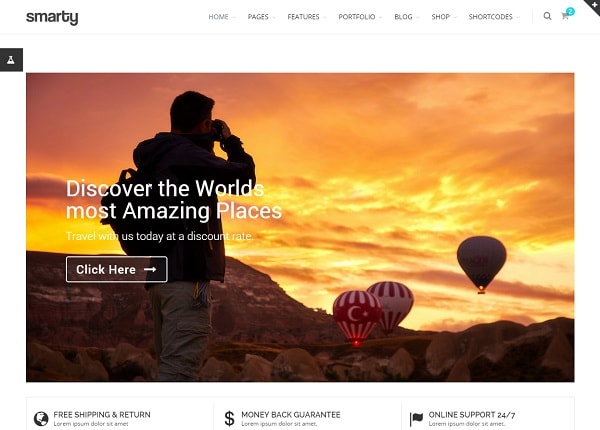 smarty
HOME PAGES FEATURES PORTFOLIO BLOG SHOP SHORTCODES
2
Discover the Worlds
most Amazing Places
Travel with us today at a discount rate
Click Here
FREE SHIPPING & RETURN
Lorem ipsum dolor sit amet
$ MONEY BACK GUARANTEE
Lorem ipsum dolor sit amet.
ONLINE SUPPORT 24/7
Lorem ipsum dolor sit amet.